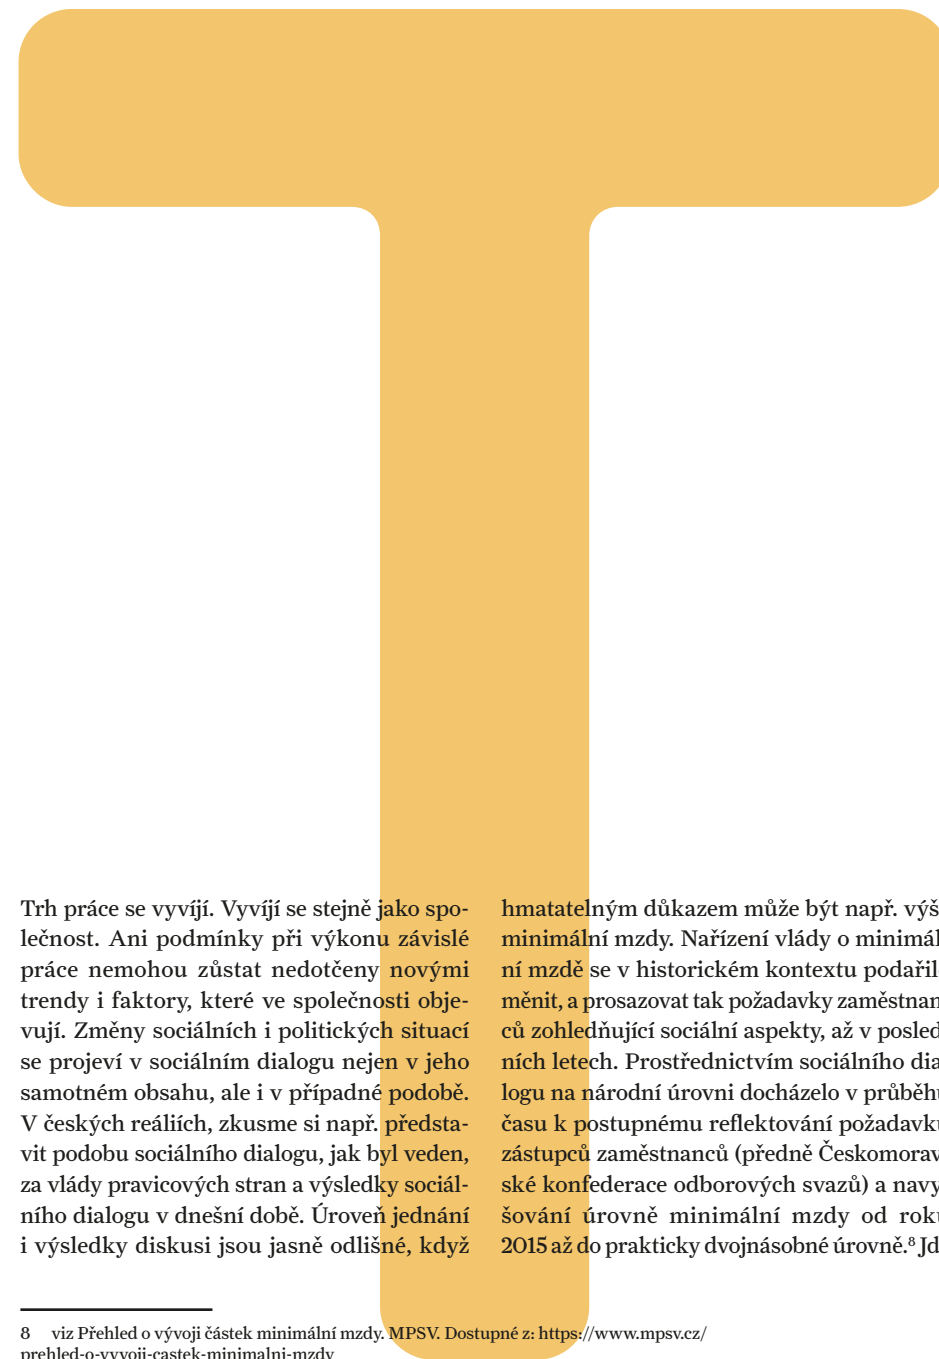 T
Trh práce se vyvíjí. Vyvíjí se stejně jako spo-
lečnost. Ani podmínky při výkonu závislé
práce nemohou zůstat nedotčeny novými
trendy i faktory, které ve společnosti obje-
vují. Změny sociálních i politických situací
se projeví v sociálním dialogu nejen v jeho
samotném obsahu, ale i v případné podobě.
V českých reáliích, zkusme si např. předsta-
vit podobu sociálního dialogu, jak byl veden,
za vlády pravicových stran a výsledky sociál-
ního dialogu v dnešní době. Úroveň jednání
i výsledky diskusi jsou jasně odlišné, když
hmatatelným důkazem může být např. výš
minimální mzdy. Nařízení vlády o minimál
ní mzdě se v historickém kontextu podařil
měnit, a prosazovat tak požadavky zaměstnan
ců zohledňující sociální aspekty, až v posled
ních letech. Prostřednictvím sociálního dia
logu na národní úrovni docházelo v průběhu
času k postupnému reflektování požadavku
zástupců zaměstnanců (předně Českomorav
ské konfederace odborových svazů) a navy
šování úrovně minimální mzdy od roku
2015 až do prakticky dvojnásobné úrovně.⁸ Jd
8 viz Přehled o vývoji částek minimální mzdy. MPSV. Dostupné z: https://www.mpsv.cz/
prehled-o-vyvoji-castek-minimalni-mzdy